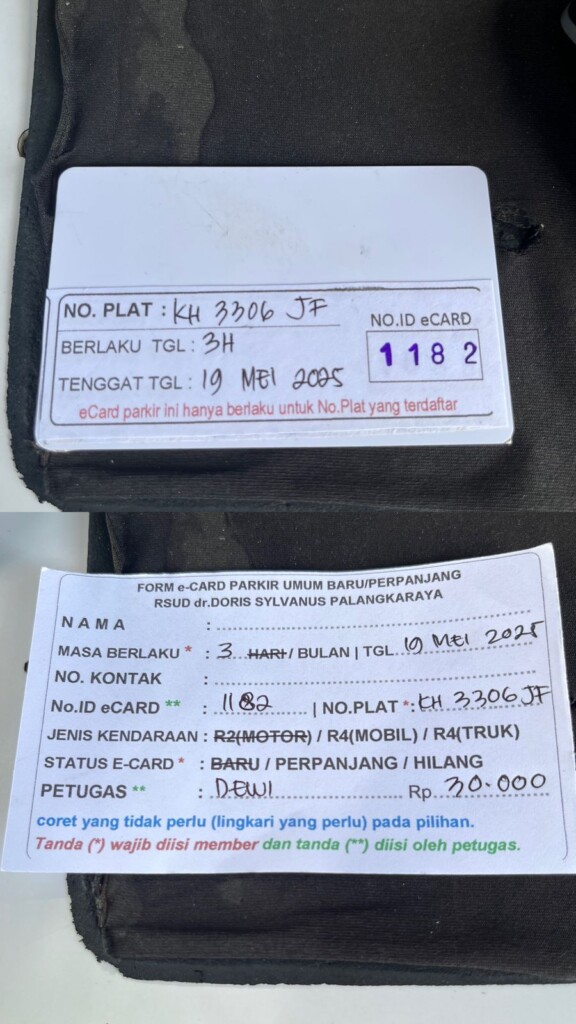 NO. PLAT : KH 3306 JF
BERLAKU TGL : 3H
TENGGAT TGL : 19 MEI 2025
NO.ID eCARD
1182
eCard parkir ini hanya berlaku untuk No.Plat yang terdaftar
FORM e-CARD PARKIR UMUM BARU/PERPANJANG
RSUD dr.DORIS SYLVANUS PALANGKARAYA
N A M A :
MASA BERLAKU * : 3 HARI / BULAN | TGL 19 MEI 2025
NO. KONTAK :
No.ID eCARD ** : 1182 | NO.PLAT * : KH 3306 JF
JENIS KENDARAAN : R2(MOTOR) / R4(MOBIL) / R4(TRUK)
STATUS E-CARD * : BARU / PERPANJANG / HILANG
PETUGAS ** : DEWI Rp. 30.000
coret yang tidak perlu (lingkari yang perlu) pada pilihan.
Tanda (*) wajib diisi member dan tanda (**) diisi oleh petugas.